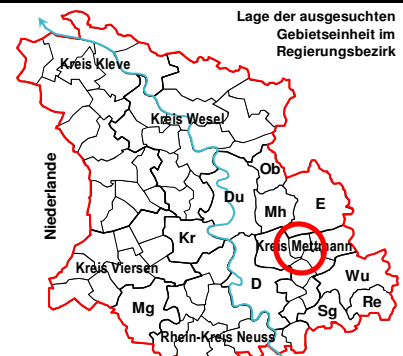 Lage der ausgesuchten
Gebietseinheit im
Regierungsbezirk
Kreis Kleve
Kreis Wesel
Niederlande
Ob
Du
Mh
E
Kr
Kreis Mettmann
Kreis Viersen
D
Wu
Mg
Sg
Re
Rhein-Kreis Neuss